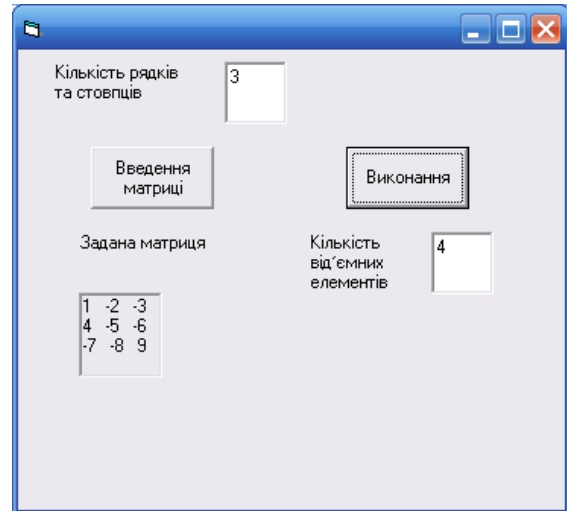 Кількість рядків
та стовпців
3
Введення
матриці
Виконання
Задана матриця
Кількість
від´ємних
елементів
4
1 -2 -3
4 -5 -6
-7 -8 9